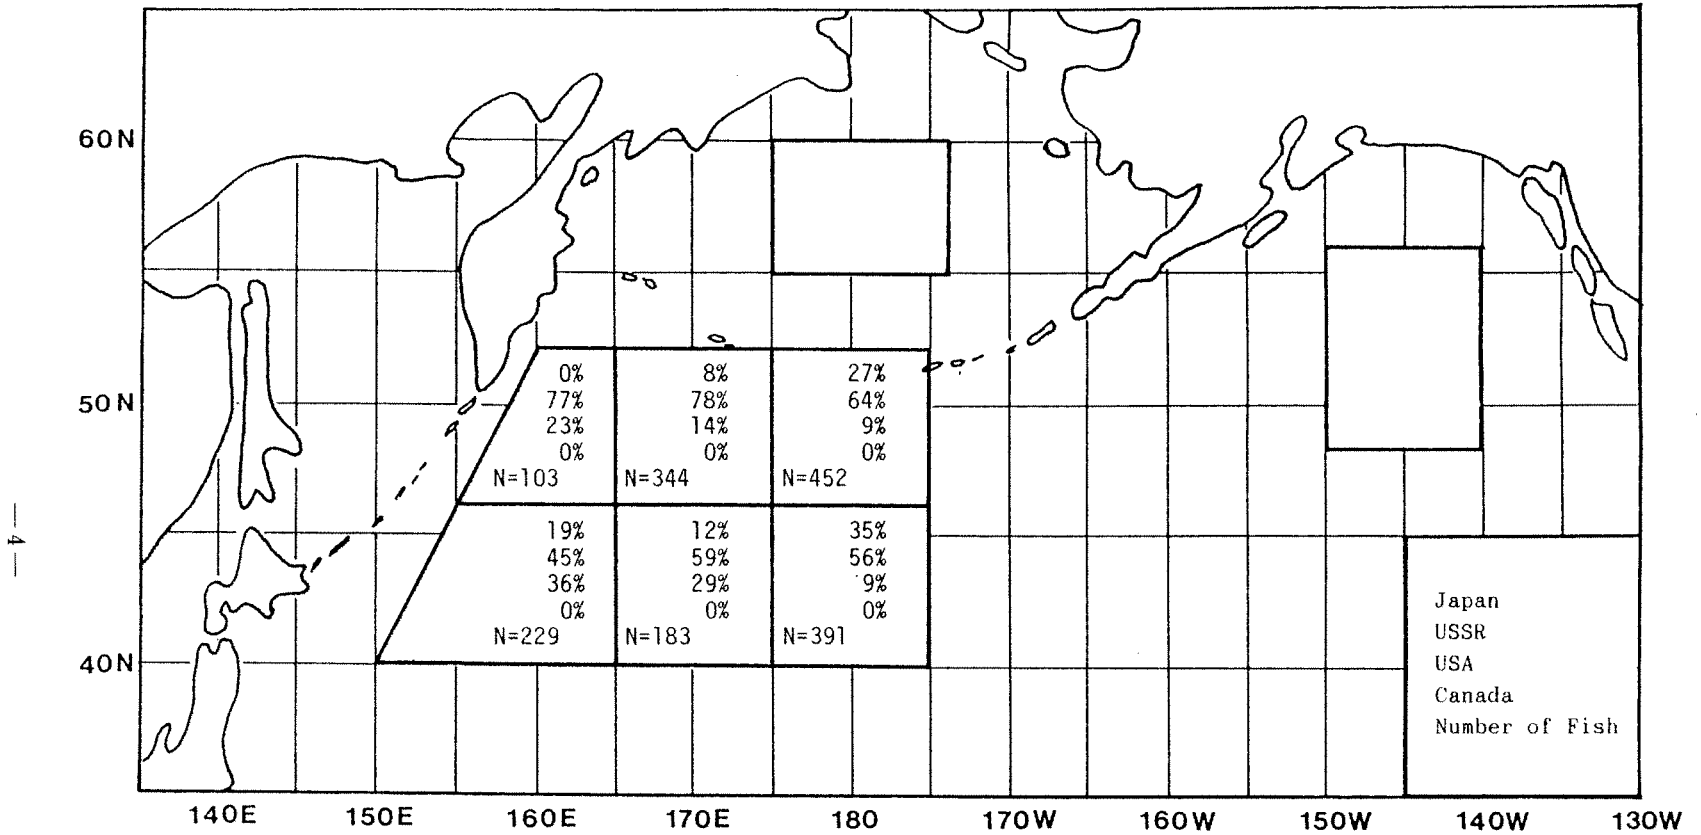 60N
50N
40N
0%
77%
23%
0%
N=103
8%
78%
14%
0%
N=344
27%
64%
9%
0%
N=452
19%
45%
36%
0%
N=229
12%
59%
29%
0%
N=183
35%
56%
9%
0%
N=391
Japan
USSR
USA
Canada
Number of Fish
140E 150E 160E 170E 180 170W 160W 150W 140W 130W
—4—